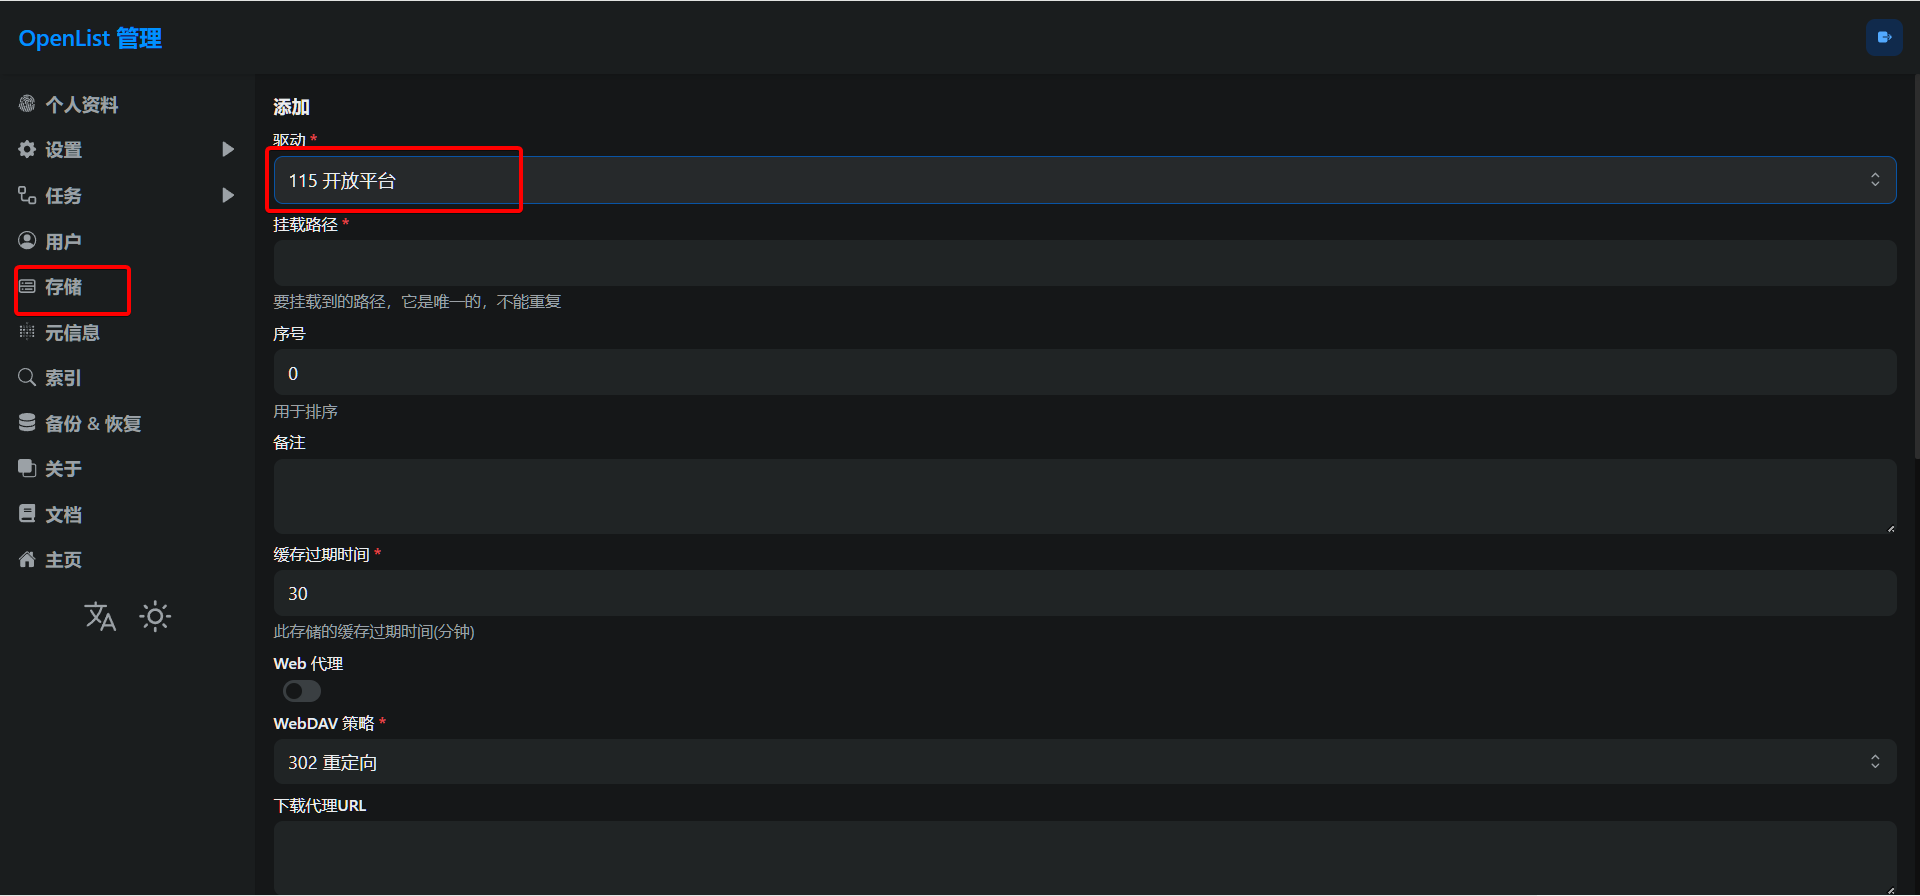 OpenList 管理
个人资料
设置
任务
用户
存储
元信息
索引
备份 & 恢复
关于
文档
主页
添加
驱动 *
115 开放平台
挂载路径 *
要挂载到的路径，它是唯一的，不能重复
序号
0
用于排序
备注
缓存过期时间 *
30
此存储的缓存过期时间(分钟)
Web 代理
WebDAV 策略 *
302 重定向
下载代理URL